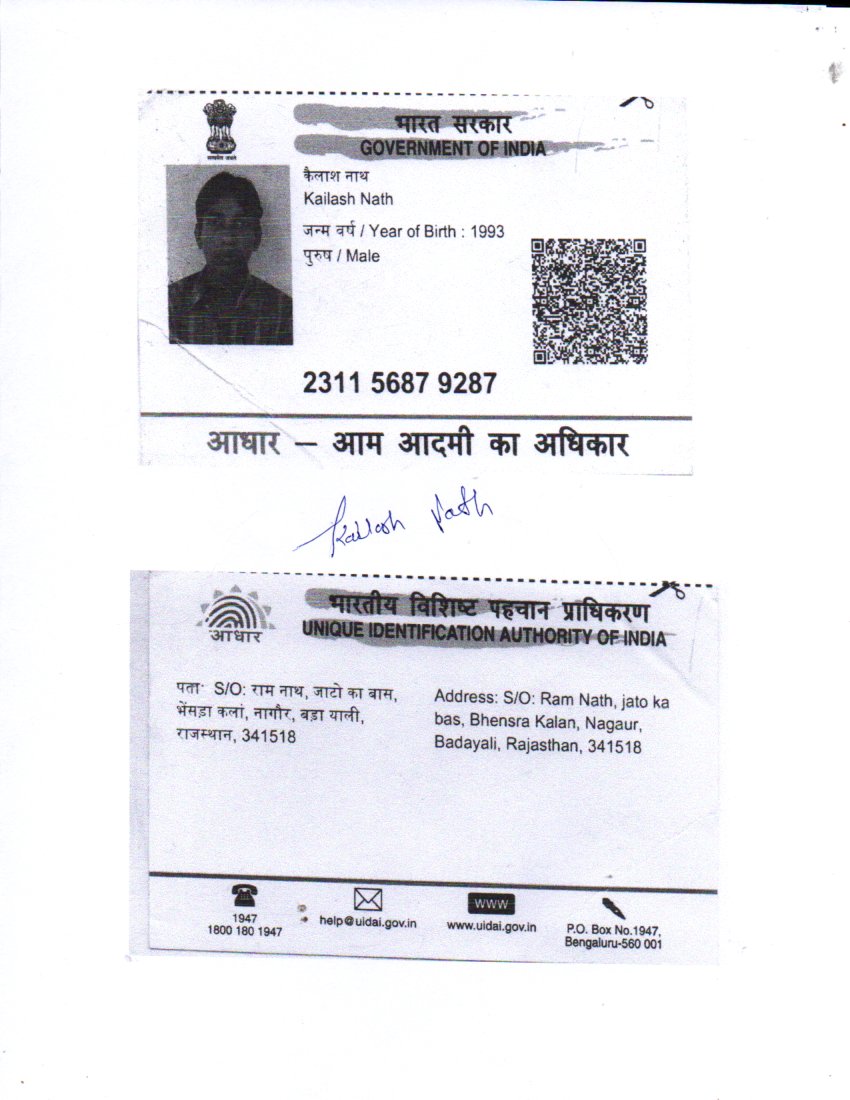 भारत सरकार
GOVERNMENT OF INDIA
सत्यमेव जयते
कैलाश नाथ
Kailash Nath
जन्म वर्ष / Year of Birth : 1993
पुरुष / Male
2311 5687 9287
आधार – आम आदमी का अधिकार
Kailash Nath
भारतीय विशिष्ट पहचान प्राधिकरण
UNIQUE IDENTIFICATION AUTHORITY OF INDIA
आधार
पता S/O: राम नाथ, जाटो का बास,
भेंसड़ा कलां, नागौर, बड़ा याली,
राजस्थान, 341518
Address: S/O: Ram Nath, jato ka
bas, Bhensra Kalan, Nagaur,
Badayali, Rajasthan, 341518
1947
1800 180 1947
help@uidai.gov.in
WWW
www.uidai.gov.in
P.O. Box No.1947,
Bengaluru-560 001